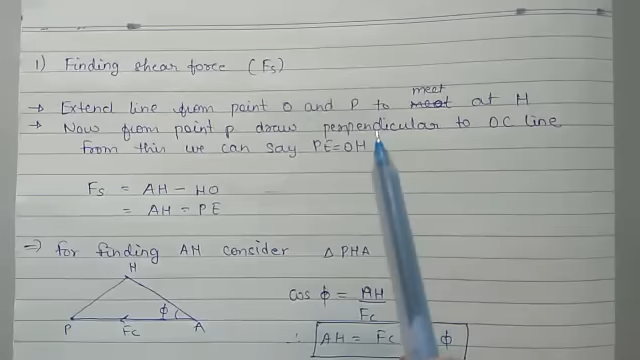 1) Finding shear force (Fs)
→ Extend line from point O and P to meet at H
→ Now from point P draw perpendicular to OC line
from this we can say PE=OH
Fs = AH - HO
= AH - PE
⇒ for finding AH consider △PHA
H
P Fc A
ϕ
cos ϕ = AH/Fc
∴ AH = Fc ϕ